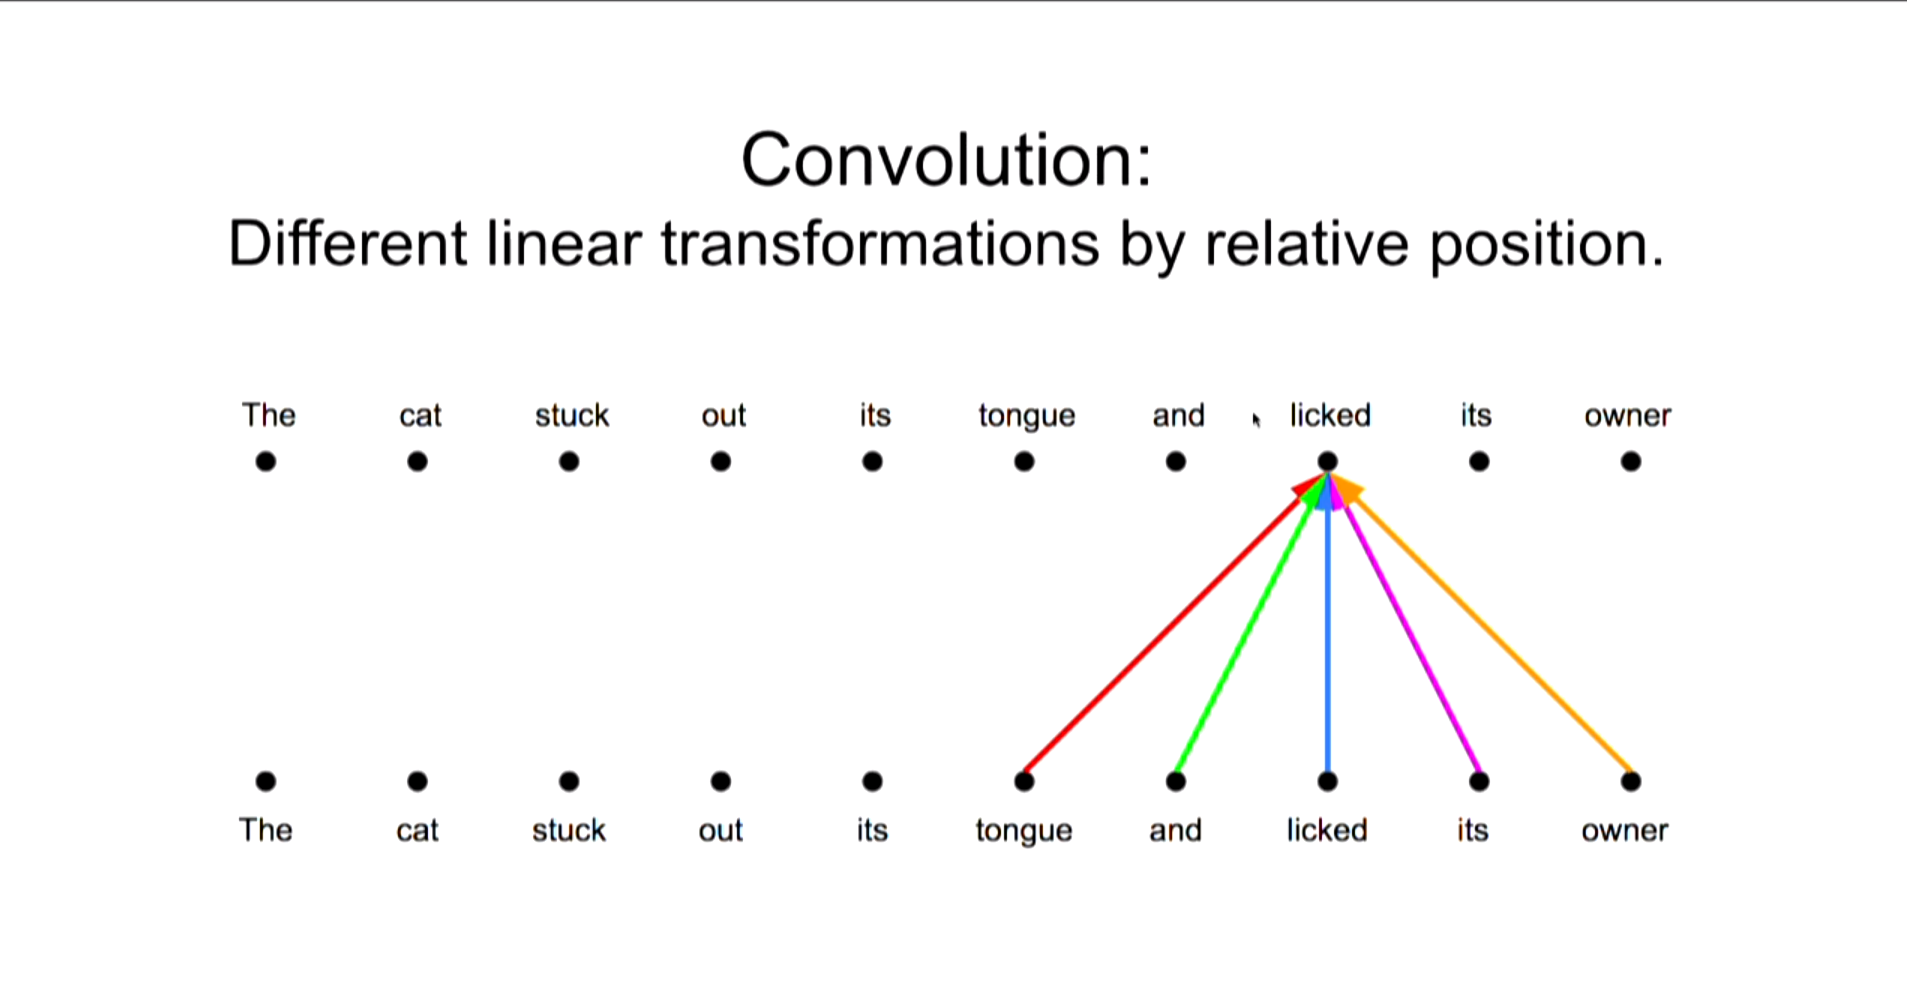 Convolution:
Different linear transformations by relative position.
The cat stuck out its tongue and licked its owner
The cat stuck out its tongue and licked its owner